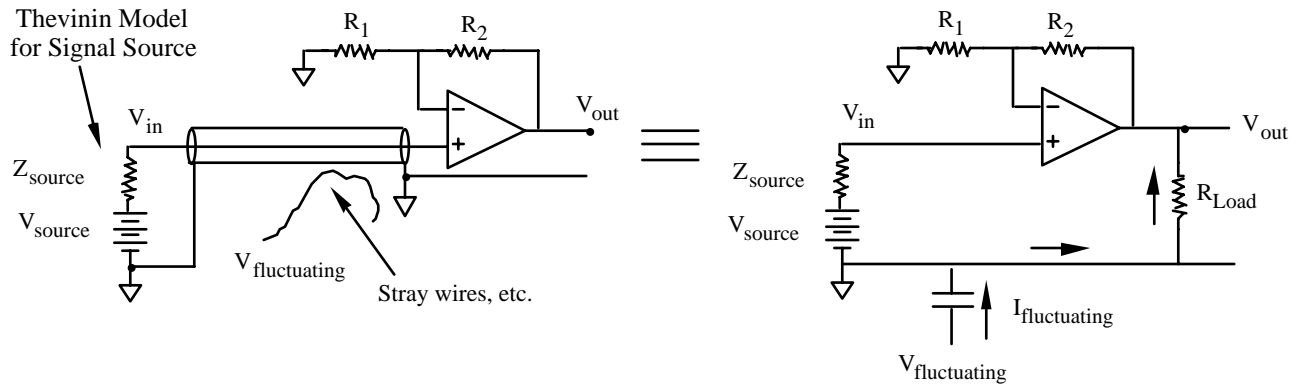 Thevinin Model
for Signal Source
R1
R2
Vin
Vout
−
+
Zsource
Vsource
Vfluctuating
Stray wires, etc.
R1
R2
Vin
Vout
−
+
Zsource
RLoad
Vsource
Ifluctuating
Vfluctuating